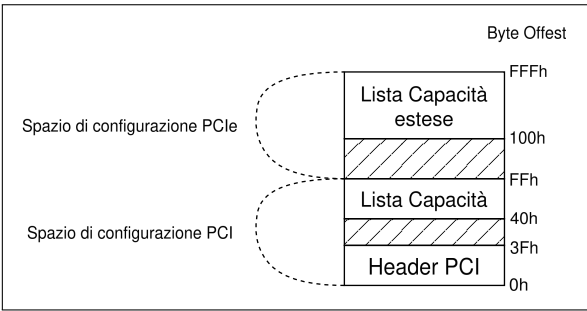 Byte Offest
FFFh
Lista Capacità
estese
Spazio di configurazione PCIe
100h
FFh
Lista Capacità
40h
Spazio di configurazione PCI
3Fh
Header PCI
0h